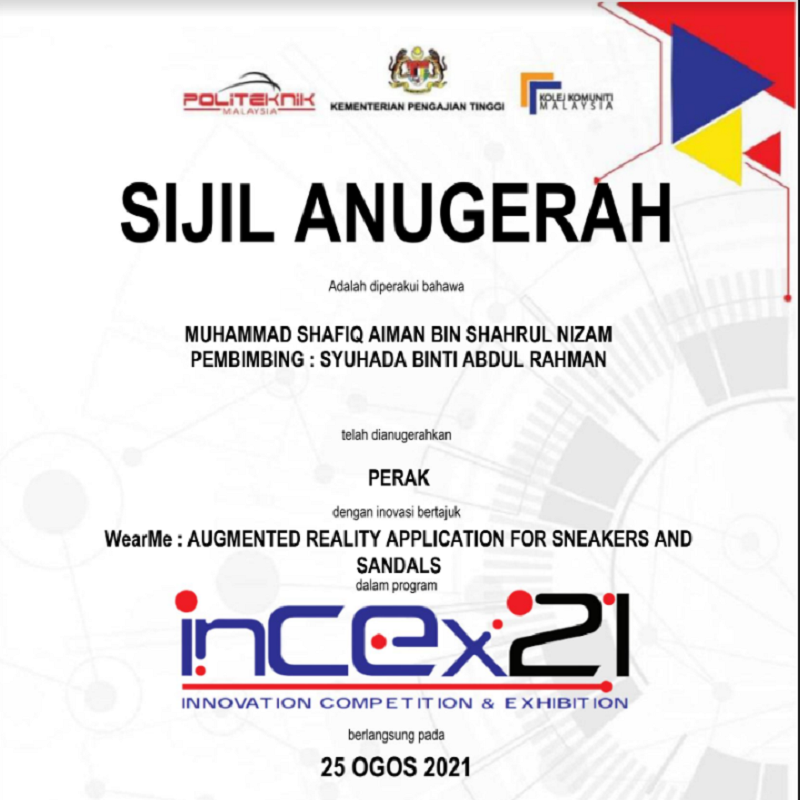 POLITEKNIK
MALAYSIA
KEMENTERIAN PENGAJIAN TINGGI
KOLEJ KOMUNITI
MALAYSIA
SIJIL ANUGERAH
Adalah diperakui bahawa
MUHAMMAD SHAFIQ AIMAN BIN SHAHRUL NIZAM
PEMBIMBING : SYUHADA BINTI ABDUL RAHMAN
telah dianugerahkan
PERAK
dengan inovasi bertajuk
WearMe : AUGMENTED REALITY APPLICATION FOR SNEAKERS AND
SANDALS
dalam program
inCEx21
INNOVATION COMPETITION & EXHIBITION
berlangsung pada
25 OGOS 2021